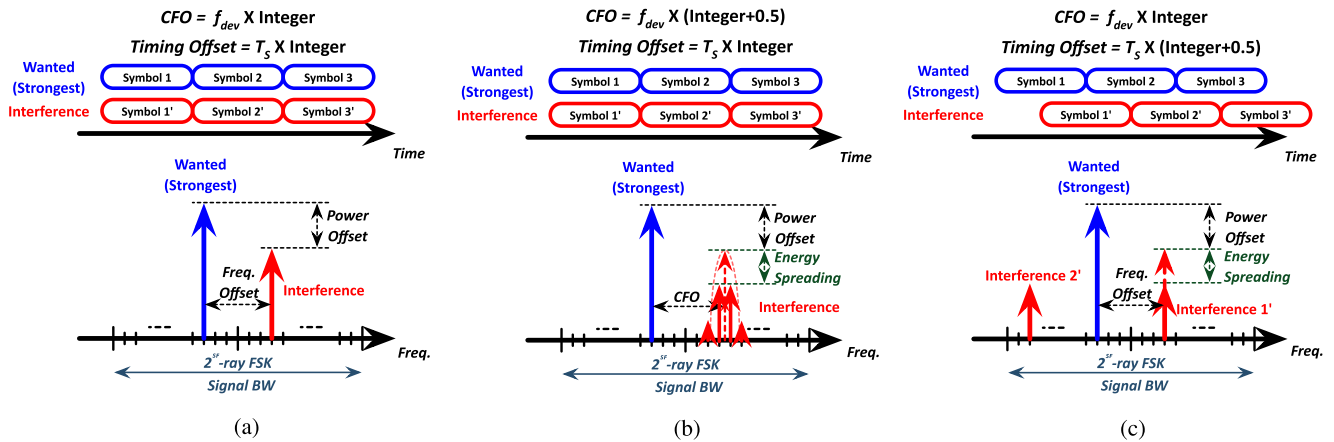 CFO = f_dev X Integer
Timing Offset = T_S X Integer
Wanted
(Strongest)
Symbol 1 Symbol 2 Symbol 3
Interference
Symbol 1' Symbol 2' Symbol 3'
Time
Wanted
(Strongest)
Power
Offset
Freq.
Offset
Interference
Freq.
2^SF-ray FSK
Signal BW
(a)
CFO = f_dev X (Integer+0.5)
Timing Offset = T_S X Integer
Wanted
(Strongest)
Symbol 1 Symbol 2 Symbol 3
Interference
Symbol 1' Symbol 2' Symbol 3'
Time
Wanted
(Strongest)
Power
Offset
Energy
Spreading
CFO
Interference
Freq.
2^SF-ray FSK
Signal BW
(b)
CFO = f_dev X Integer
Timing Offset = T_S X (Integer+0.5)
Wanted
(Strongest)
Symbol 1 Symbol 2 Symbol 3
Interference
Symbol 1' Symbol 2' Symbol 3'
Time
Wanted
(Strongest)
Power
Offset
Energy
Spreading
Interference 2'
Freq.
Offset
Interference 1'
Freq.
2^SF-ray FSK
Signal BW
(c)